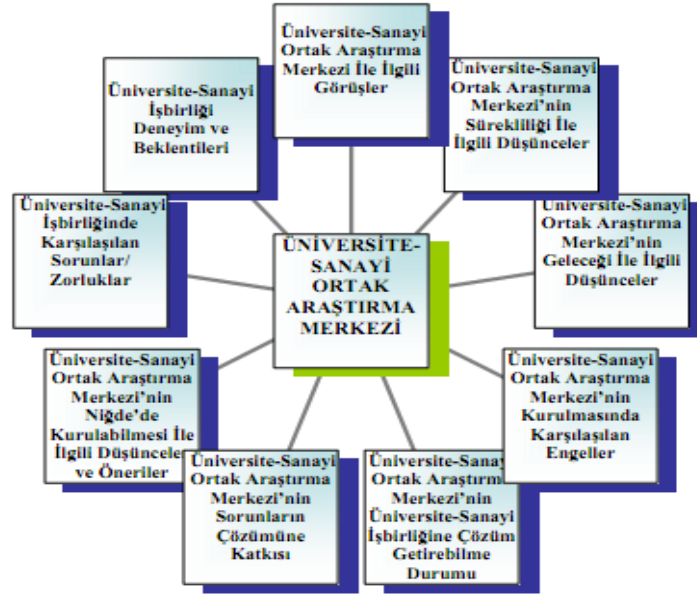 Üniversite-Sanayi
Ortak Araştırma
Merkezi İle İlgili
Görüşler
Üniversite-Sanayi
Ortak Araştırma
Merkezi’nin
Sürekliliği İle
İlgili Düşünceler
Üniversite-Sanayi
Ortak Araştırma
Merkezi’nin
Geleceği İle İlgili
Düşünceler
Üniversite-Sanayi
Ortak Araştırma
Merkezi’nin
Kurulmasında
Karşılaşılan
Engeller
Üniversite-Sanayi
Ortak Araştırma
Merkezi’nin
Üniversite-Sanayi
İşbirliğine Çözüm
Getirebilme
Durumu
Üniversite-Sanayi
Ortak Araştırma
Merkezi’nin
Sorunların
Çözümüne
Katkısı
Üniversite-Sanayi
Ortak Araştırma
Merkezi’nin
Niğde’de
Kurulabilmesi İle
İlgili Düşünceler
ve Öneriler
Üniversite-Sanayi
İşbirliğinde
Karşılaşılan
Sorunlar/
Zorluklar
Üniversite-Sanayi
İşbirliği
Deneyim ve
Beklentileri
ÜNİVERSİTE-
SANAYİ
ORTAK
ARAŞTIRMA
MERKEZİ